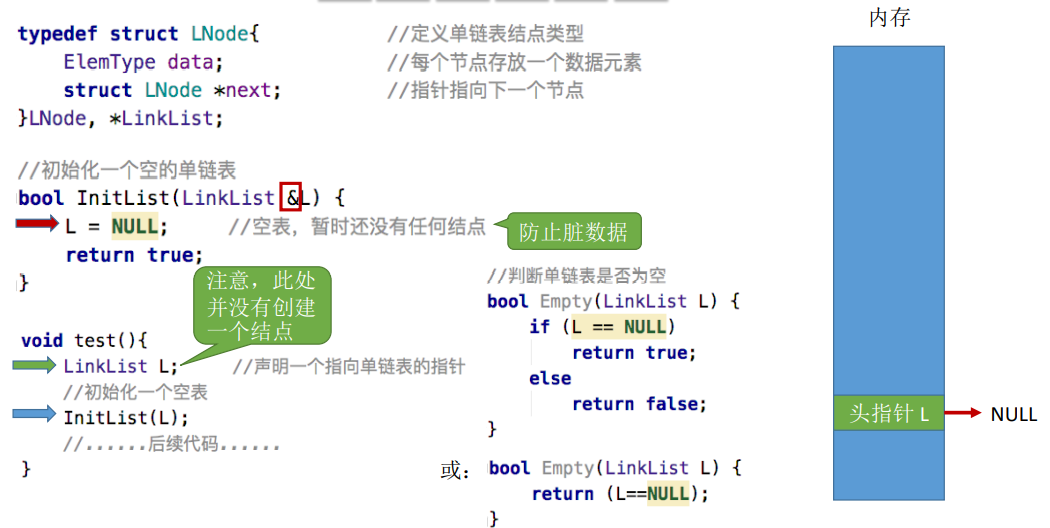 typedef struct LNode{ //定义单链表结点类型
ElemType data; //每个节点存放一个数据元素
struct LNode *next; //指针指向下一个节点
}LNode, *LinkList;
//初始化一个空的单链表
bool InitList(LinkList &L) {
L = NULL; //空表，暂时还没有任何结点
防止脏数据
return true;
}
注意，此处
并没有创建
一个结点
void test(){
LinkList L; //声明一个指向单链表的指针
//初始化一个空表
InitList(L);
//......后续代码......
}
//判断单链表是否为空
bool Empty(LinkList L) {
if (L == NULL)
return true;
else
return false;
}
或：
bool Empty(LinkList L) {
return (L==NULL);
}
内存
头指针 L
NULL